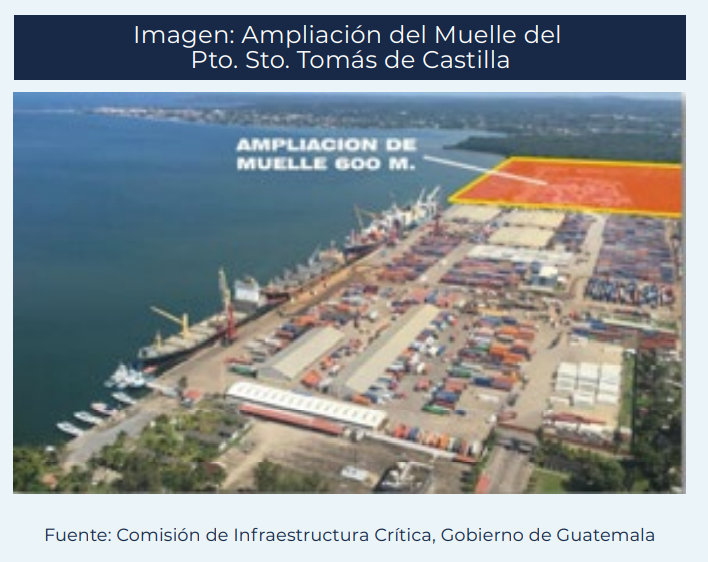 Imagen: Ampliación del Muelle del
Pto. Sto. Tomás de Castilla
AMPLIACION DE
MUELLE 600 M.
Fuente: Comisión de Infraestructura Crítica, Gobierno de Guatemala